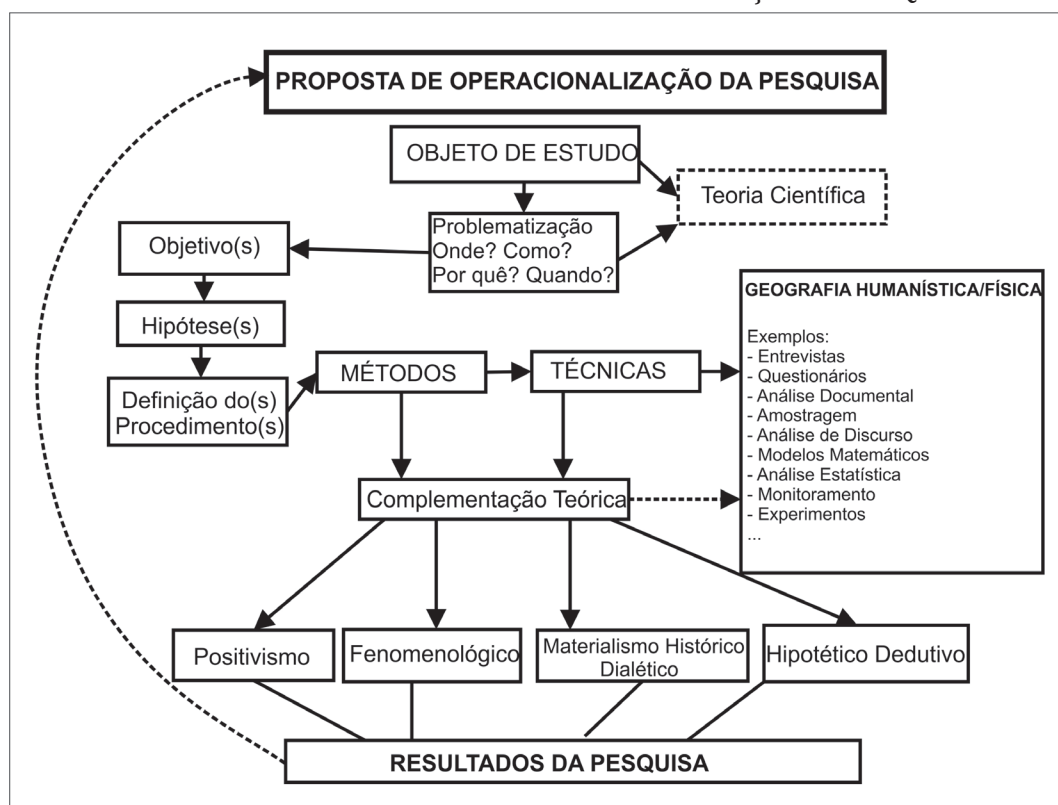 PROPOSTA DE OPERACIONALIZAÇÃO DA PESQUISA
OBJETO DE ESTUDO
Teoria Científica
Problematização
Onde? Como?
Por quê? Quando?
Objetivo(s)
Hipótese(s)
Definição do(s)
Procedimento(s)
MÉTODOS
TÉCNICAS
GEOGRAFIA HUMANÍSTICA/FÍSICA
Exemplos:
- Entrevistas
- Questionários
- Análise Documental
- Amostragem
- Análise de Discurso
- Modelos Matemáticos
- Análise Estatística
- Monitoramento
- Experimentos
...
Complementação Teórica
Positivismo
Fenomenológico
Materialismo Histórico
Dialético
Hipotético Dedutivo
RESULTADOS DA PESQUISA